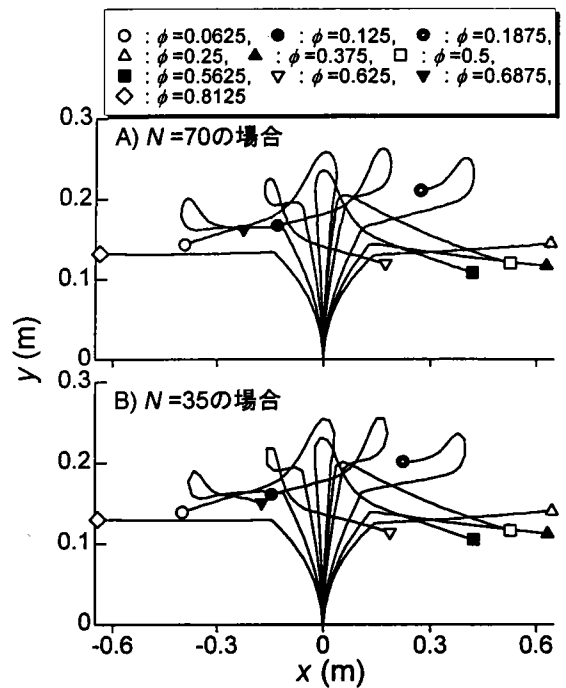 ○ : ϕ=0.0625, ● : ϕ=0.125, ◉ : ϕ=0.1875,
△ : ϕ=0.25, ▲ : ϕ=0.375, □ : ϕ=0.5,
■ : ϕ=0.5625, ▽ : ϕ=0.625, ▼ : ϕ=0.6875,
◇ : ϕ=0.8125
0.3
A) N =70の場合
0.2
0.1
0
y (m)
0.3
B) N =35の場合
0.2
0.1
0
-0.6 -0.3 0 0.3 0.6
x (m)